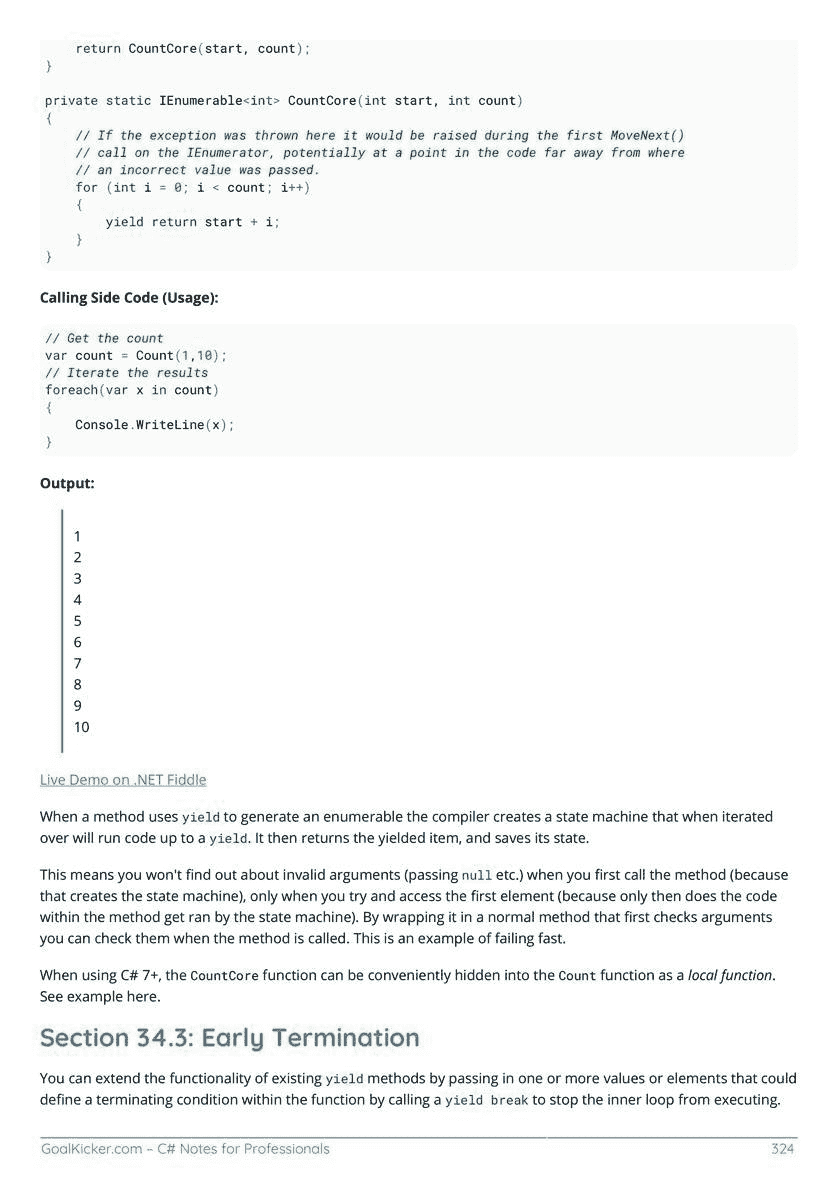 return CountCore(start, count);
}

private static IEnumerable<int> CountCore(int start, int count)
{
    // If the exception was thrown here it would be raised during the first MoveNext()
    // call on the IEnumerator, potentially at a point in the code far away from where
    // an incorrect value was passed.
    for (int i = 0; i < count; i++)
    {
        yield return start + i;
    }
}

Calling Side Code (Usage):

// Get the count
var count = Count(1,10);
// Iterate the results
foreach(var x in count)
{
    Console.WriteLine(x);
}

Output:

1
2
3
4
5
6
7
8
9
10

Live Demo on .NET Fiddle

When a method uses yield to generate an enumerable the compiler creates a state machine that when iterated
over will run code up to a yield. It then returns the yielded item, and saves its state.

This means you won't find out about invalid arguments (passing null etc.) when you first call the method (because
that creates the state machine), only when you try and access the first element (because only then does the code
within the method get ran by the state machine). By wrapping it in a normal method that first checks arguments
you can check them when the method is called. This is an example of failing fast.

When using C# 7+, the CountCore function can be conveniently hidden into the Count function as a local function.
See example here.

Section 34.3: Early Termination

You can extend the functionality of existing yield methods by passing in one or more values or elements that could
define a terminating condition within the function by calling a yield break to stop the inner loop from executing.

GoalKicker.com – C# Notes for Professionals
324